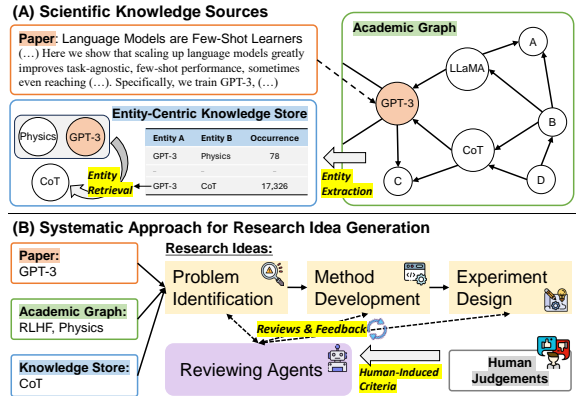 (A) Scientific Knowledge Sources
Paper: Language Models are Few-Shot Learners
(…) Here we show that scaling up language models greatly
improves task-agnostic, few-shot performance, sometimes
even reaching (…). Specifically, we train GPT-3, (…)
Academic Graph
A
LLaMA
GPT-3
B
CoT
C
D
Entity-Centric Knowledge Store
Physics
GPT-3
CoT
Entity
Retrieval
Entity A Entity B Occurrence
GPT-3 Physics 78
- - -
GPT-3 CoT 17,326
Entity
Extraction
(B) Systematic Approach for Research Idea Generation
Paper:
GPT-3
Academic Graph:
RLHF, Physics
Knowledge Store:
CoT
Research Ideas:
Problem
Identification
Method
Development
Experiment
Design
Reviews & Feedback
Reviewing Agents
Human-Induced
Criteria
Human
Judgements